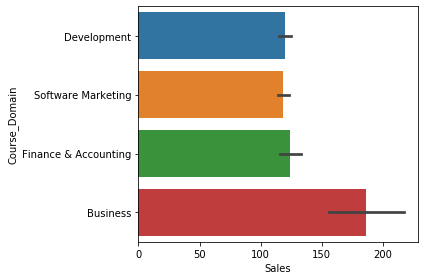 Course_Domain
Development
Software Marketing
Finance & Accounting
Business
0 50 100 150 200
Sales